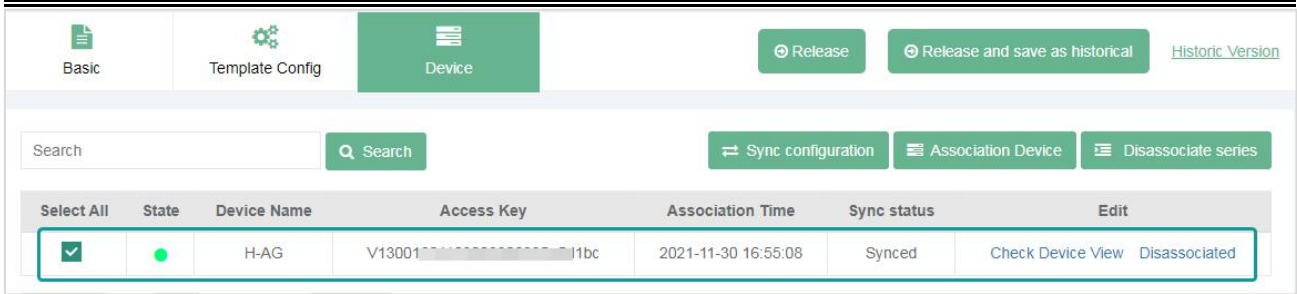 Basic
Template Config
Device
Release
Release and save as historical
Historic Version
Search
Search
Sync configuration
Association Device
Disassociate series
Select All State Device Name Access Key Association Time Sync status Edit
H-AG 2021-11-30 16:55:08 Synced Check Device View Disassociated